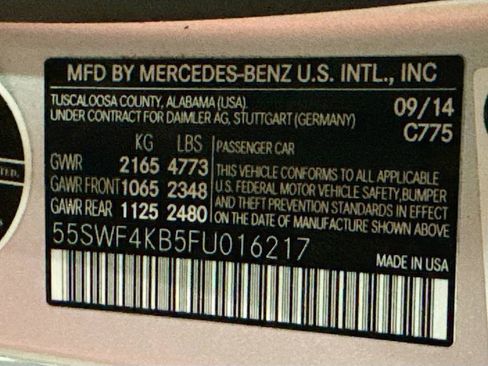 MFD BY MERCEDES-BENZ U.S. INTL., INC
TUSCALOOSA COUNTY, ALABAMA (USA).
UNDER CONTRACT FOR DAIMLER AG, STUTTGART (GERMANY)
09/14
C775
KG LBS
GVWR 2165 4773
GAWR FRONT 1065 2348
GAWR REAR 1125 2480
PASSENGER CAR
THIS VEHICLE CONFORMS TO ALL APPLICABLE
U.S. FEDERAL MOTOR VEHICLE SAFETY, BUMPER
AND THEFT PREVENTION STANDARDS IN EFFECT
ON THE DATE OF MANUFACTURE SHOWN ABOVE.
55SWF4KB5FU016217
MADE IN USA